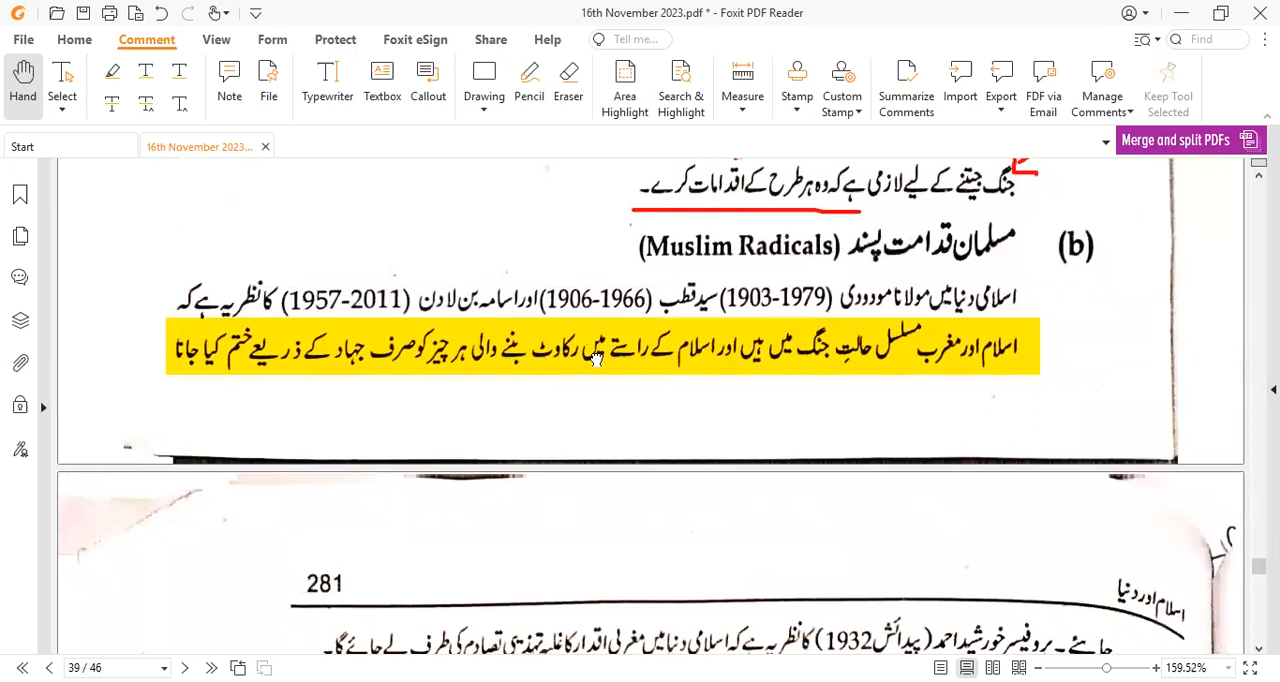 16th November 2023.pdf * - Foxit PDF Reader
File Home Comment View Form Protect Foxit eSign Share Help Tell me... Find
Hand Select Note File Typewriter Textbox Callout Drawing Pencil Eraser Area Highlight Search & Highlight Measure Stamp Custom Stamp Summarize Comments Import Export PDF via Email Manage Comments Keep Tool Selected
Start 16th November 2023... Merge and split PDFs
جنگ جیتنے کے لیے لازمی ہے کہ وہ ہر طرح کے اقدامات کرے۔
(b) مسلمان قدامت پسند (Muslim Radicals)
اسلامی دنیا میں مولانا مودودی (1903-1979) سید قطب (1906-1966) اور اسامہ بن لادن (1957-2011) کا نظریہ ہے کہ
اسلام اور مغرب مسلسل حالتِ جنگ میں ہیں اور اسلام کے راستے میں رکاوٹ بننے والی ہر چیز کو صرف جہاد کے ذریعے ختم کیا جانا
281
اسلام اور دنیا
چاہئے۔ پروفیسر خورشید احمد (پیدائش 1932) کا نظریہ ہے کہ اسلامی دنیا میں مغربی اقدار کا غلبہ تہذیبی تصادم کی طرف لے جائے گا۔
39 / 46 159.52%